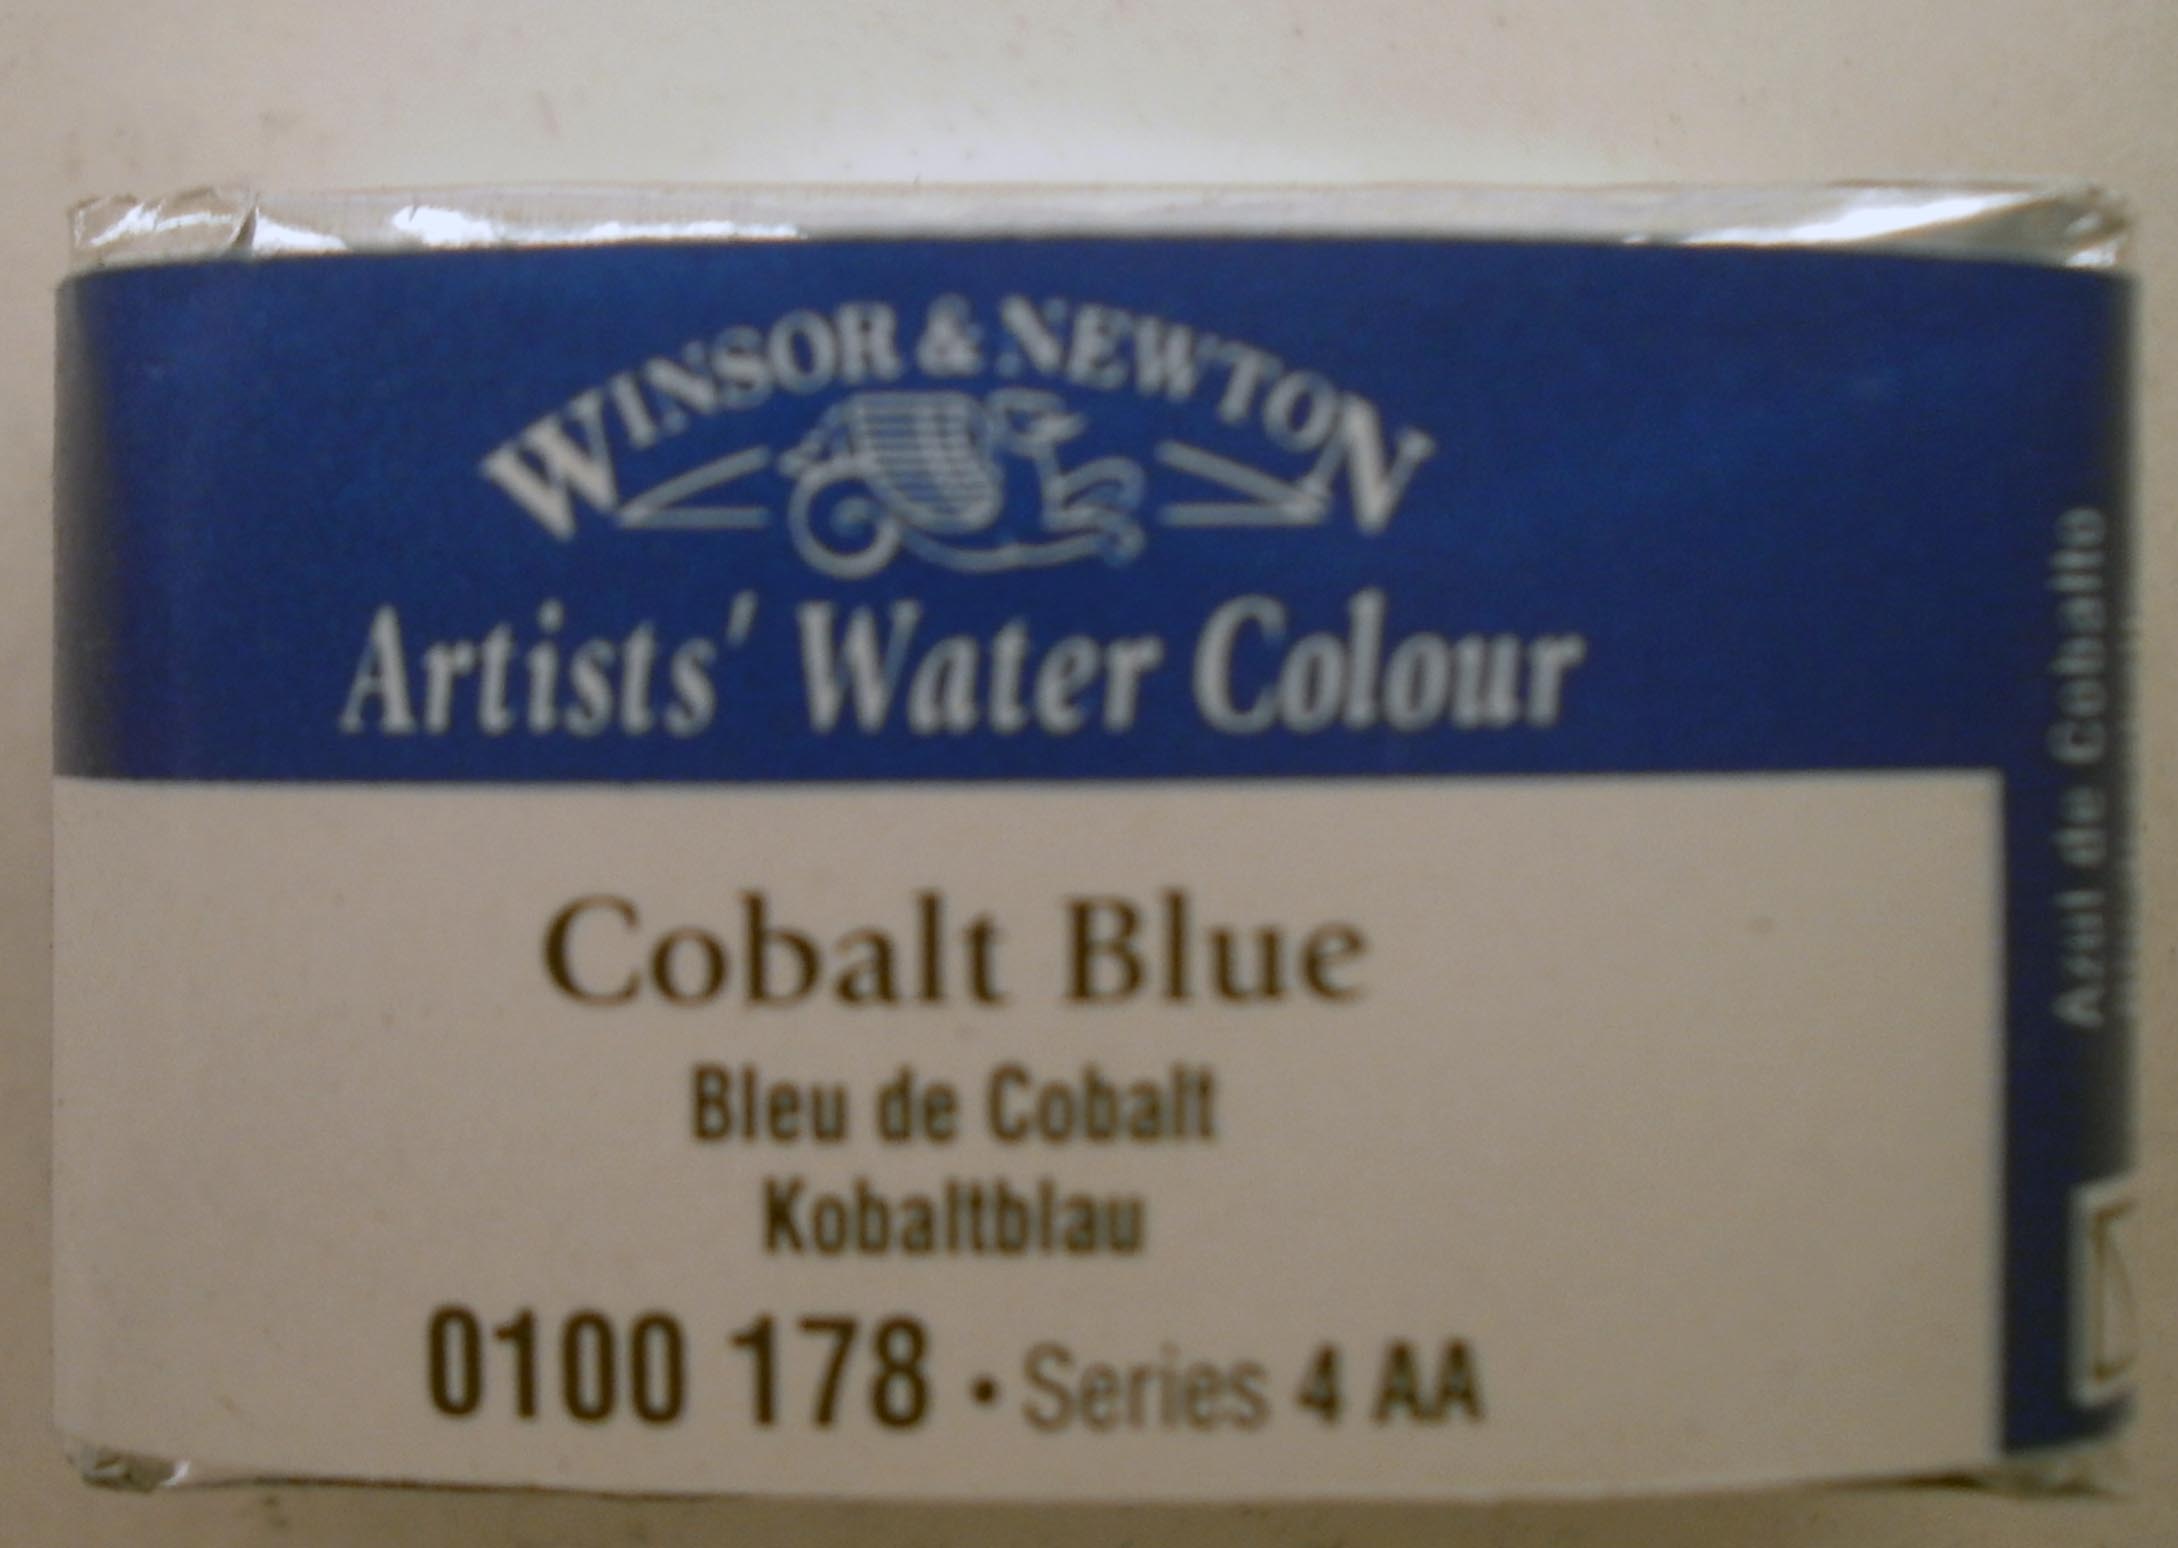 WINSOR & NEWTON
Artists' Water Colour
Cobalt Blue
Bleu de Cobalt
Kobaltblau
0100 178 • Series 4 AA
Azul de Cobalto